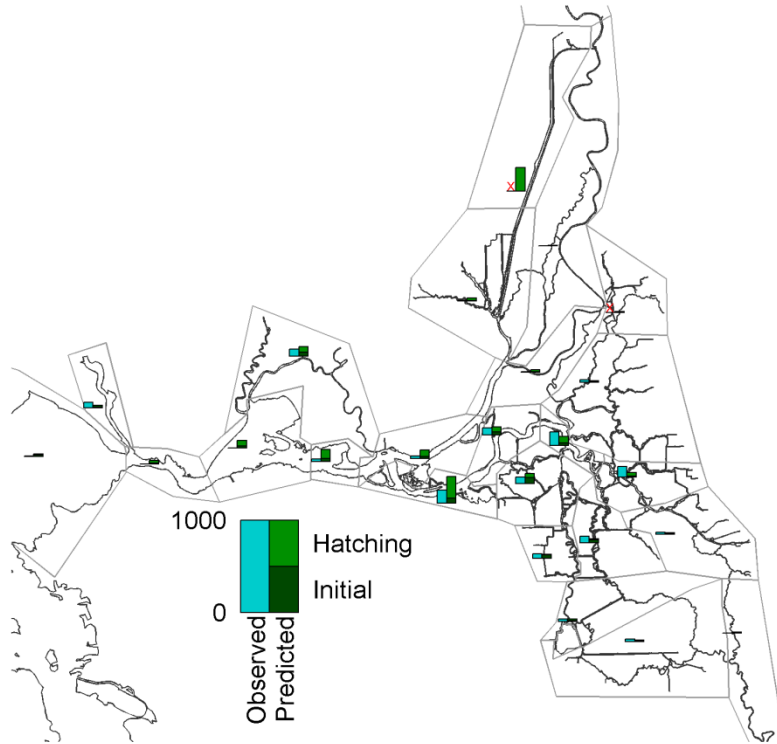 1000
Hatching
Initial
0
Observed
Predicted
X
X